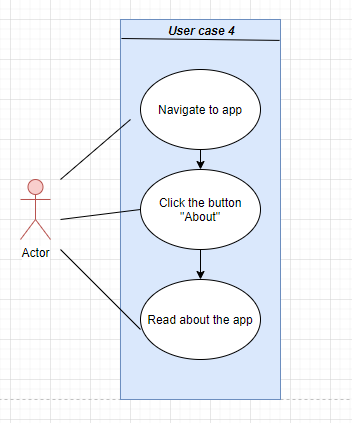 User case 4
Navigate to app
Click the button
"About"
Actor
Read about the app